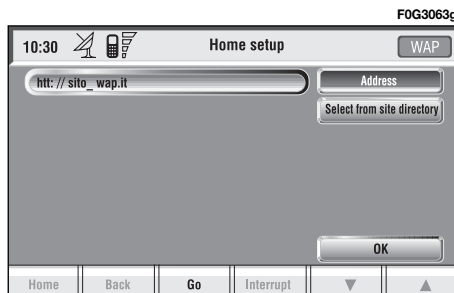 F0G3063g
10:30 Home setup WAP
htt: // sito_ wap.it
Address
Select from site directory
OK
Home Back Go Interrupt